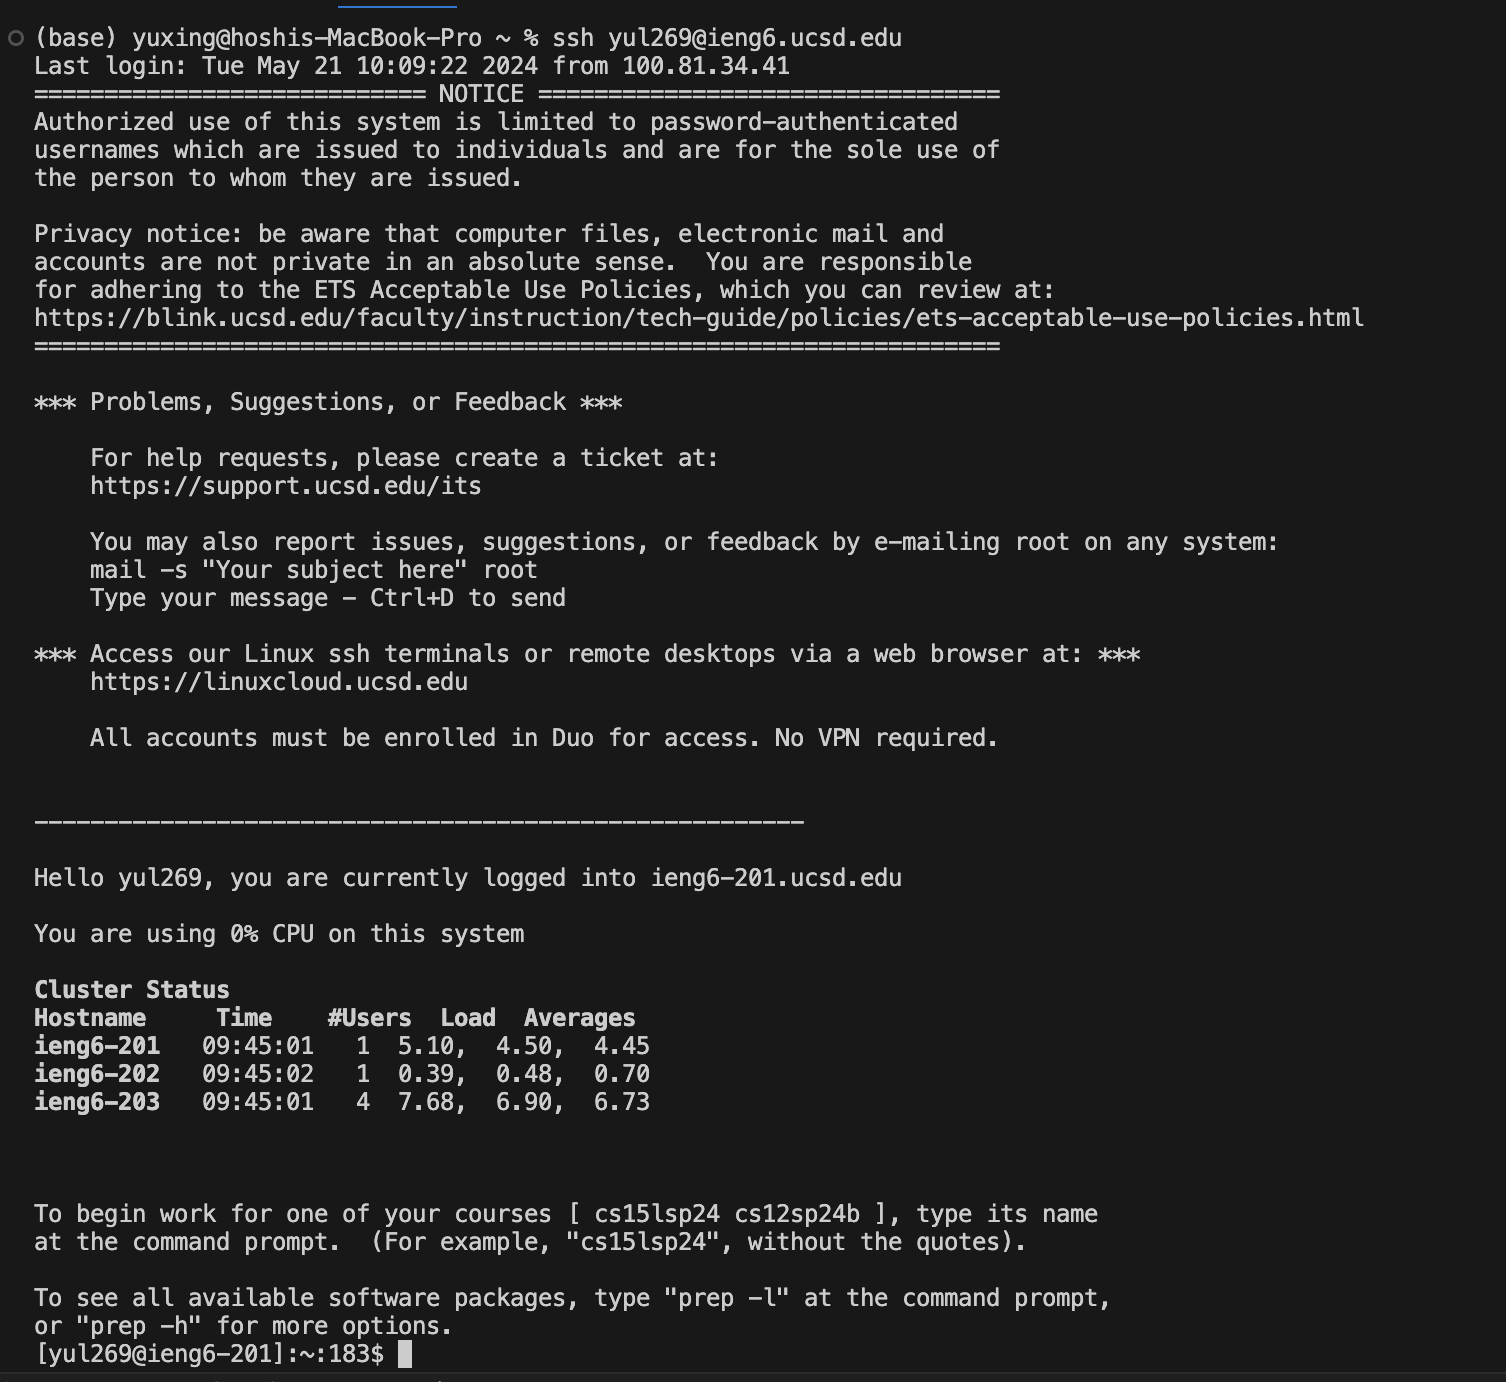 (base) yuxing@hoshis-MacBook-Pro ~ % ssh yul269@ieng6.ucsd.edu
Last login: Tue May 21 10:09:22 2024 from 100.81.34.41
============================ NOTICE =================================
Authorized use of this system is limited to password-authenticated
usernames which are issued to individuals and are for the sole use of
the person to whom they are issued.
Privacy notice: be aware that computer files, electronic mail and
accounts are not private in an absolute sense.  You are responsible
for adhering to the ETS Acceptable Use Policies, which you can review at:
https://blink.ucsd.edu/faculty/instruction/tech-guide/policies/ets-acceptable-use-policies.html
=====================================================================
*** Problems, Suggestions, or Feedback ***
For help requests, please create a ticket at:
https://support.ucsd.edu/its
You may also report issues, suggestions, or feedback by e-mailing root on any system:
mail -s "Your subject here" root
Type your message - Ctrl+D to send
*** Access our Linux ssh terminals or remote desktops via a web browser at: ***
https://linuxcloud.ucsd.edu
All accounts must be enrolled in Duo for access. No VPN required.
-------------------------------------------------------
Hello yul269, you are currently logged into ieng6-201.ucsd.edu
You are using 0% CPU on this system
Cluster Status
Hostname     Time    #Users  Load  Averages
ieng6-201   09:45:01   1  5.10,  4.50,  4.45
ieng6-202   09:45:02   1  0.39,  0.48,  0.70
ieng6-203   09:45:01   4  7.68,  6.90,  6.73
To begin work for one of your courses [ cs15lsp24 cs12sp24b ], type its name
at the command prompt.  (For example, "cs15lsp24", without the quotes).
To see all available software packages, type "prep -l" at the command prompt,
or "prep -h" for more options.
[yul269@ieng6-201]:~:183$